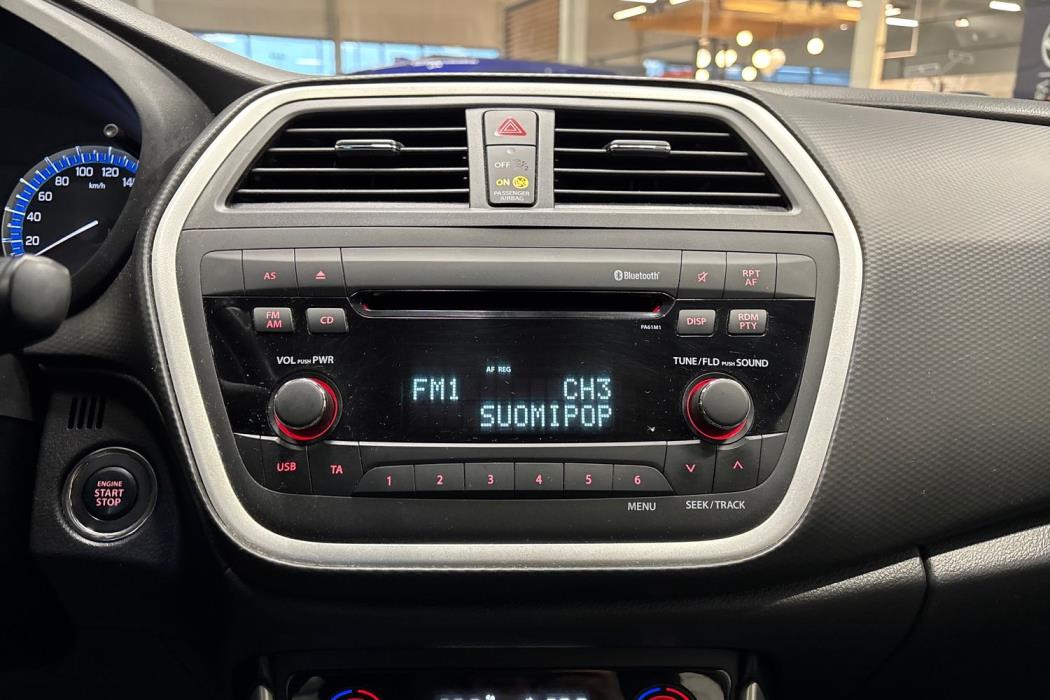 20
40
60
80
100
120
km/h
OFF
ON
PASSENGER
AIRBAG
AS
Bluetooth
RPT
AF
FM
AM
CD
PA61M1
DISP
RDM
PTY
VOL PUSH PWR
TUNE/FLD PUSH SOUND
AF REG
FM1 CH3
SUOMIPOP
USB
TA
1 2 3 4 5 6
MENU
SEEK/TRACK
ENGINE
START
STOP